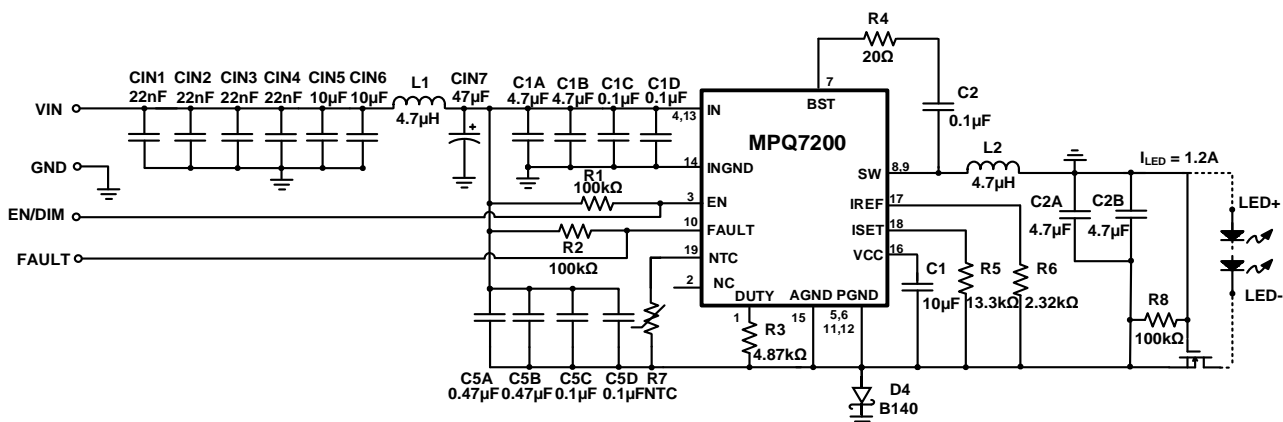 R4
20Ω
7
BST
CIN1 CIN2 CIN3 CIN4 CIN5 CIN6
22nF 22nF 22nF 22nF 10µF 10µF
L1
4.7µH
CIN7
47µF
C1A C1B C1C C1D
4.7µF 4.7µF 0.1µF 0.1µF
VIN
GND
EN/DIM
FAULT
4,13
IN
14
INGND
R1
100kΩ
3
EN
10
FAULT
R2
100kΩ
19
NTC
2
NC
MPQ7200
C2
0.1µF
SW
8,9
L2
4.7µH
ILED = 1.2A
IREF
17
ISET
18
VCC
16
C2A
4.7µF
C2B
4.7µF
LED+
LED-
C1
10µF
R5
13.3kΩ
R6
2.32kΩ
R8
100kΩ
DUTY AGND PGND
1
15
5,6
11,12
R3
4.87kΩ
C5A C5B C5C C5D R7
0.47µF 0.47µF 0.1µF 0.1µF NTC
D4
B140
+